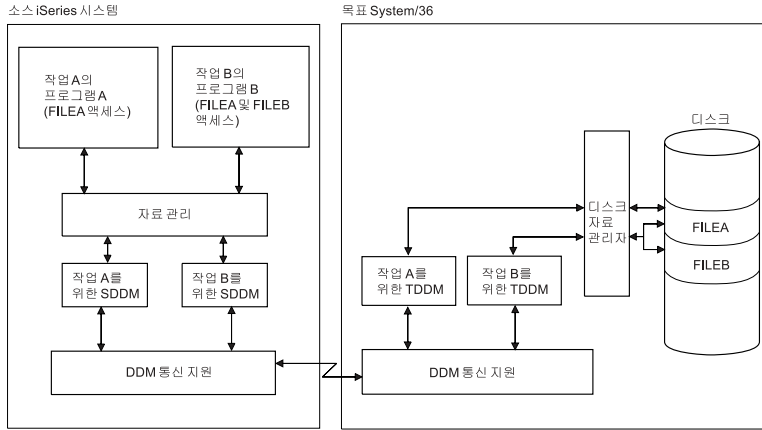 소스 iSeries 시스템
작업 A의
프로그램 A
(FILEA 액세스)
작업 B의
프로그램 B
(FILEA 및 FILEB
액세스)
자료 관리
작업 A를
위한 SDDM
작업 B를
위한 SDDM
DDM 통신 지원
목표 System/36
디스크
자료
관리자
디스크
FILEA
FILEB
작업 A를
위한 TDDM
작업 B를
위한 TDDM
DDM 통신 지원